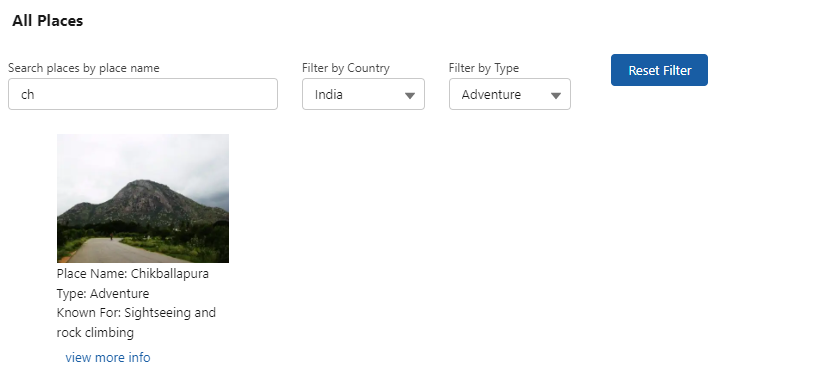 All Places
Search places by place name
Filter by Country
Filter by Type
Reset Filter
ch
India
Adventure
Place Name: Chikballapura
Type: Adventure
Known For: Sightseeing and
rock climbing
view more info